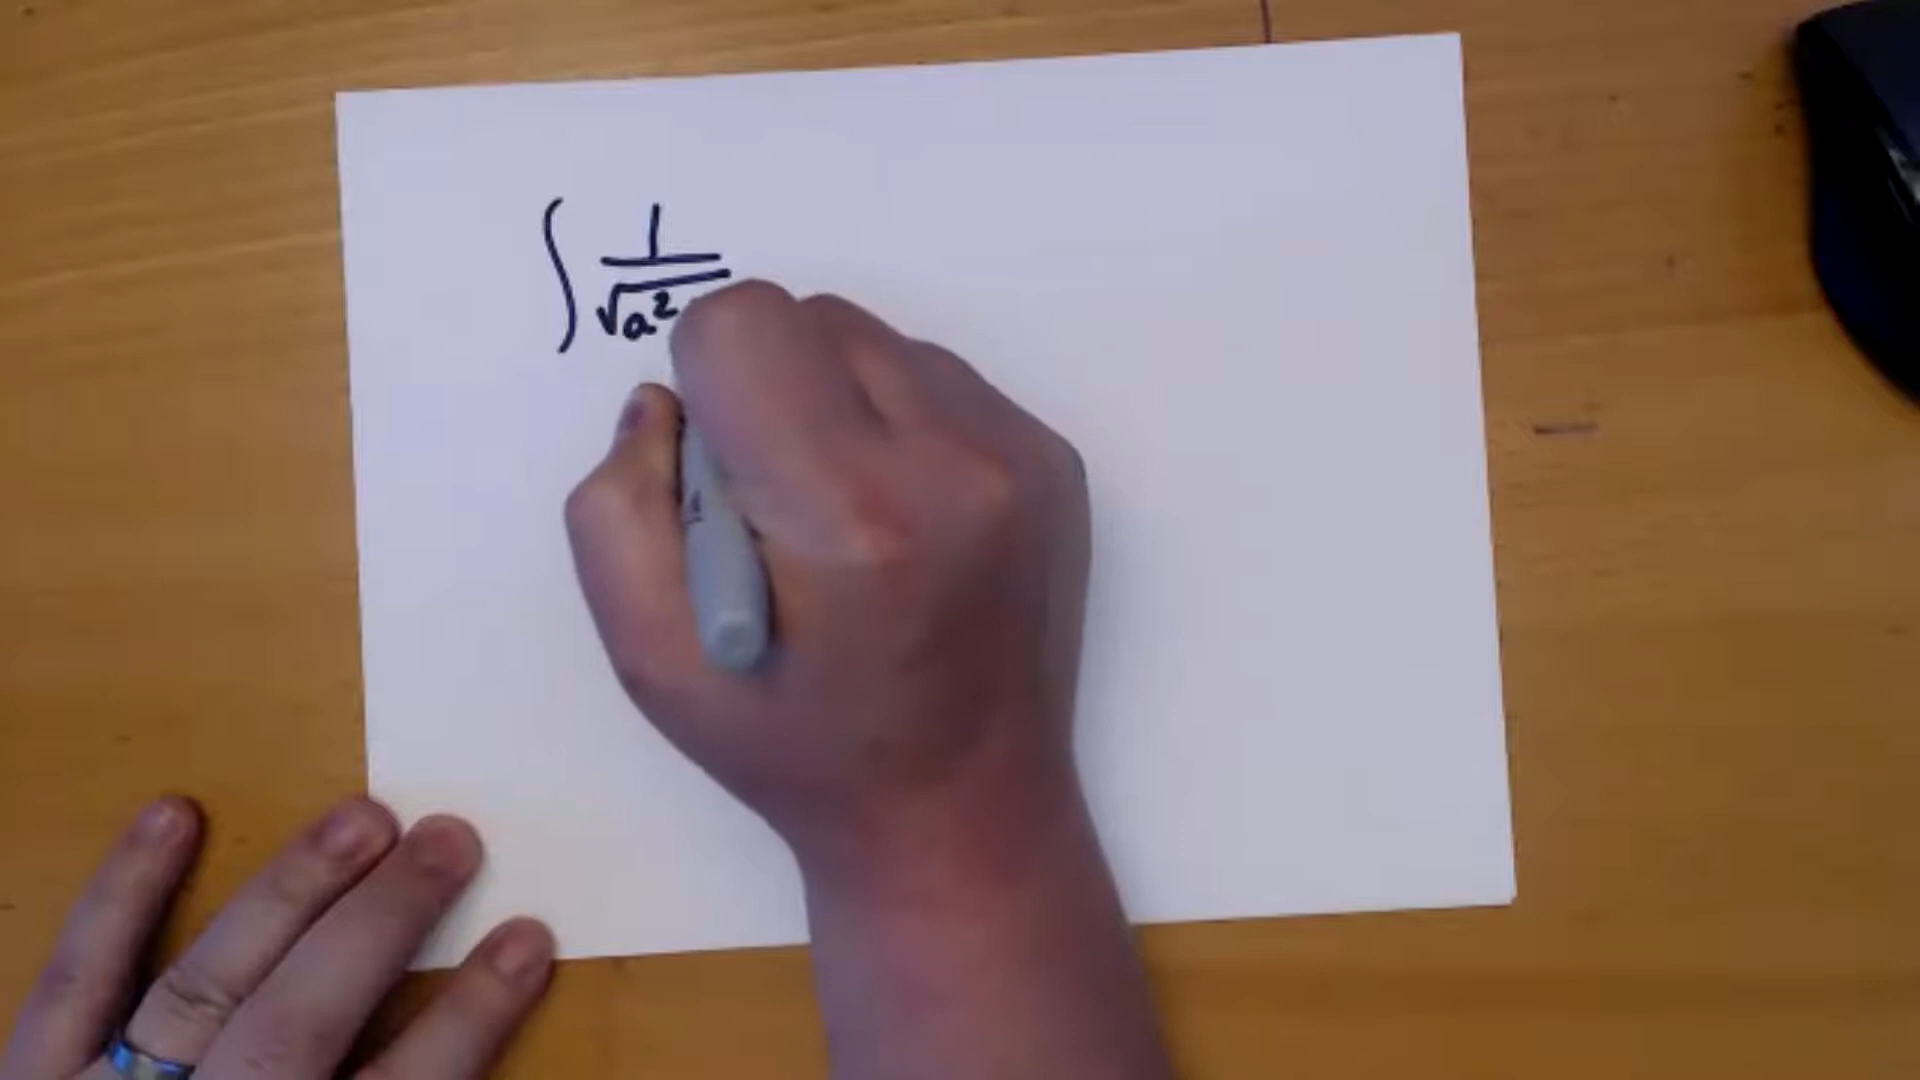 ∫ 1/√a²